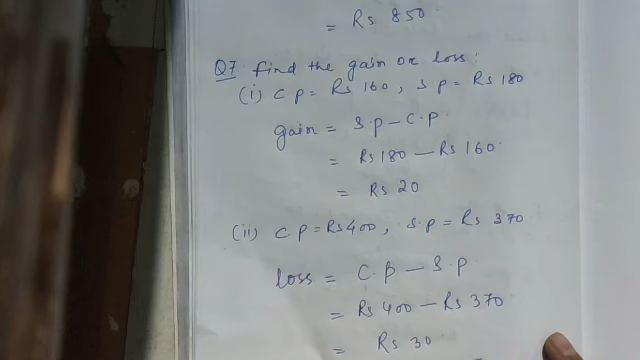 = Rs 850
Q7 find the gain or loss:
(i) C P = Rs 160, S P = Rs 180
gain = S.P - C.P
= Rs 180 - Rs 160
= Rs 20
(ii) C.P = Rs 400, S.P = Rs 370
loss = C.P - S.P
= Rs 400 - Rs 370
= Rs 30